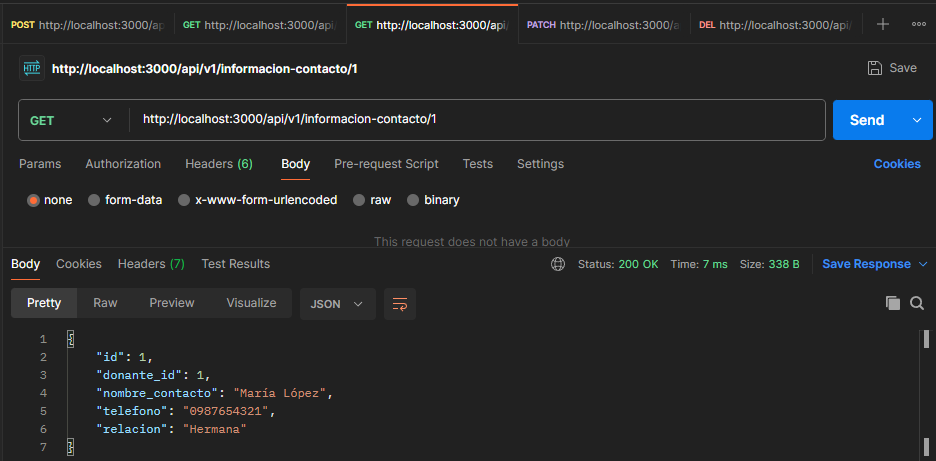 POST http://localhost:3000/ap GET http://localhost:3000/api/ GET http://localhost:3000/api/ PATCH http://localhost:3000/a DEL http://localhost:3000/api/
HTTP http://localhost:3000/api/v1/informacion-contacto/1 Save
GET http://localhost:3000/api/v1/informacion-contacto/1 Send
Params Authorization Headers (6) Body Pre-request Script Tests Settings Cookies
none form-data x-www-form-urlencoded raw binary
This request does not have a body
Body Cookies Headers (7) Test Results Status: 200 OK Time: 7 ms Size: 338 B Save Response
Pretty Raw Preview Visualize JSON
1 {
2 "id": 1,
3 "donante_id": 1,
4 "nombre_contacto": "María López",
5 "telefono": "0987654321",
6 "relacion": "Hermana"
7 }